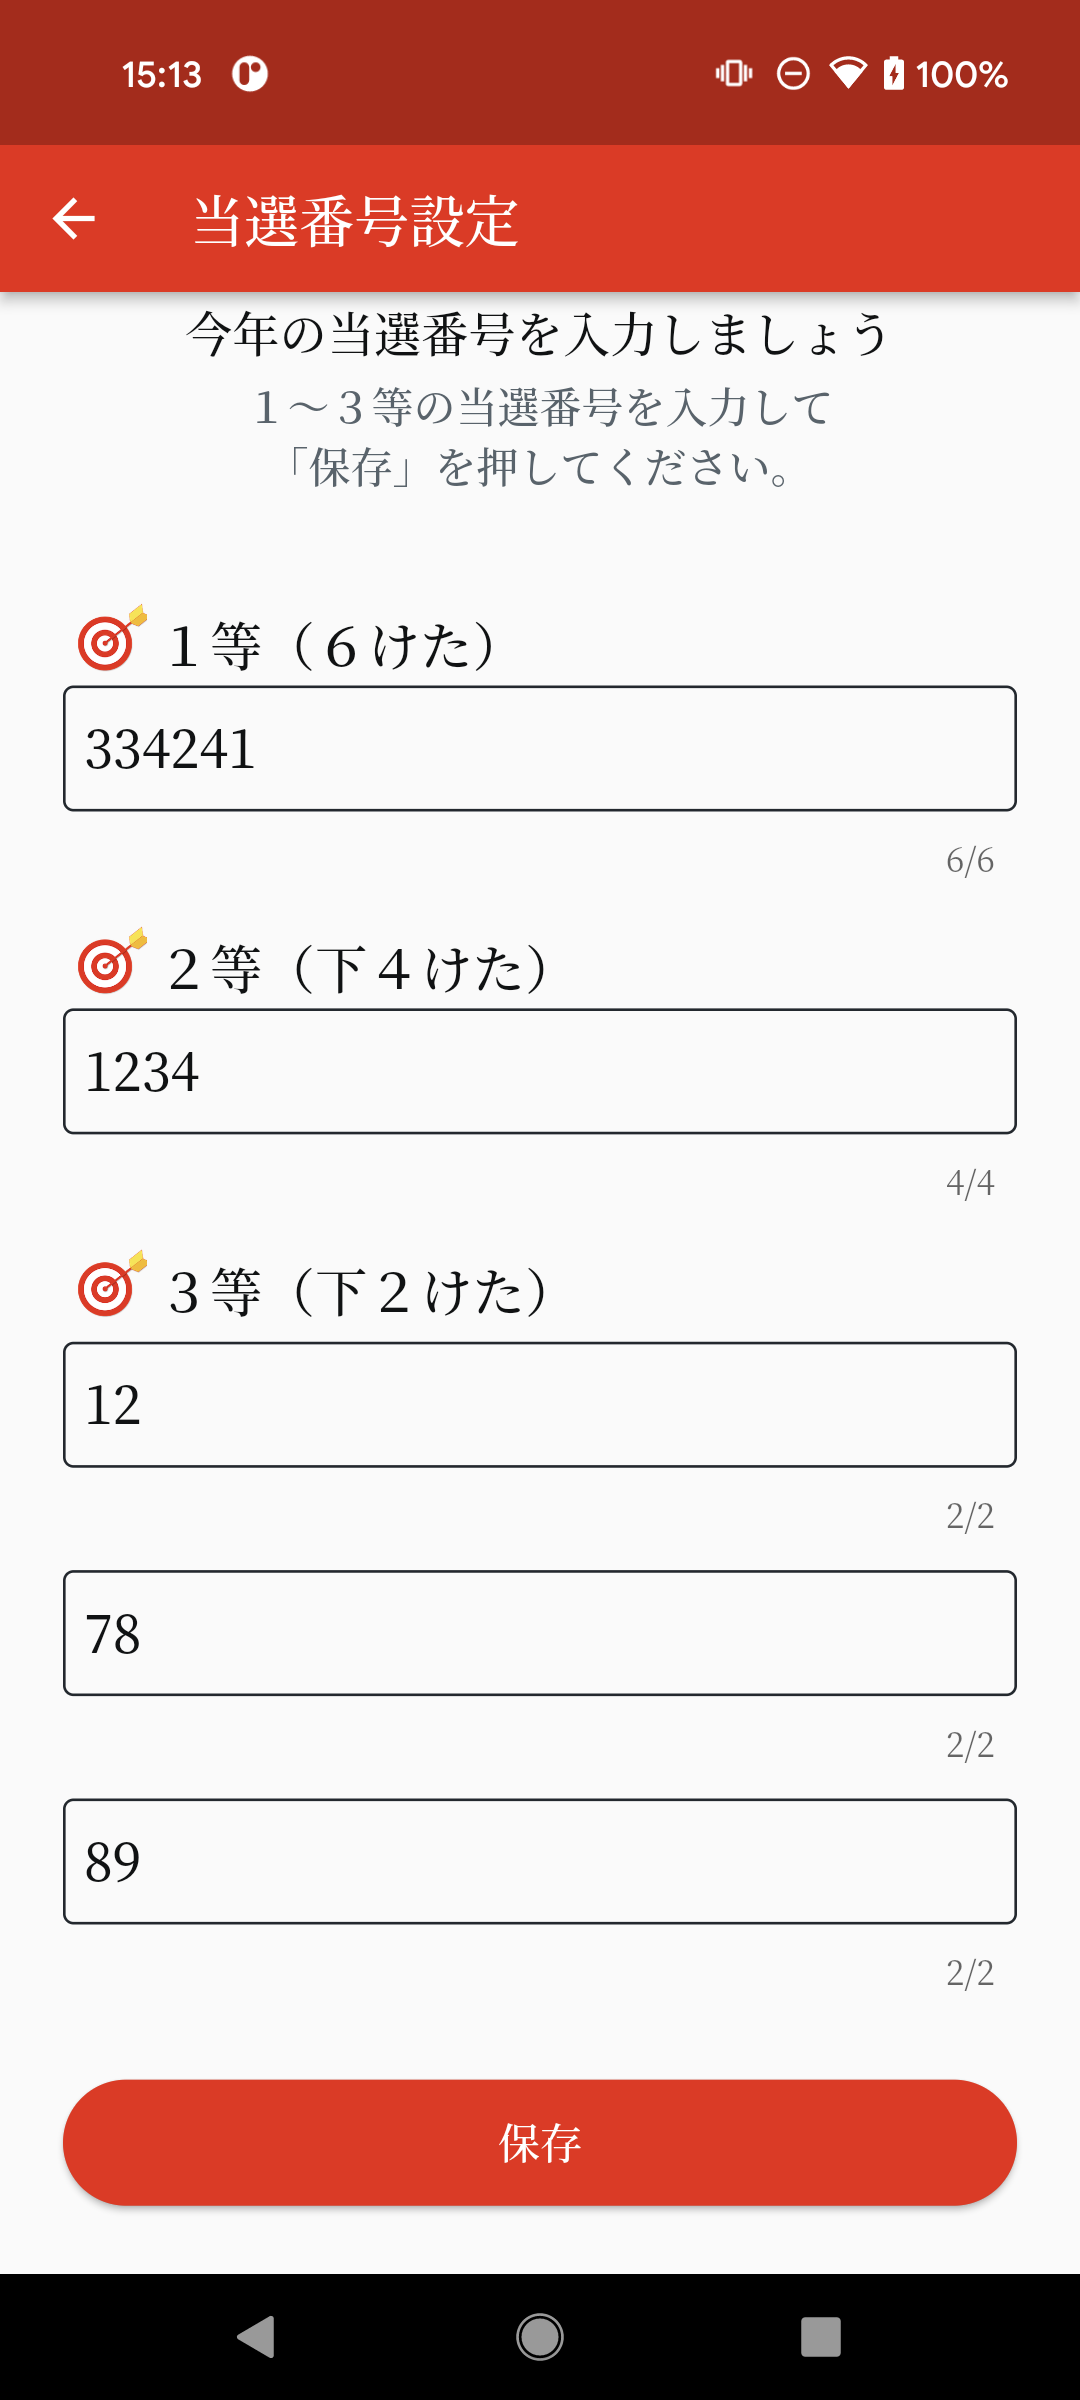 15:13
100%
当選番号設定
今年の当選番号を入力しましょう
１～３等の当選番号を入力して
「保存」を押してください。
１等（６けた）
334241
6/6
２等（下４けた）
1234
4/4
３等（下２けた）
12
2/2
78
2/2
89
2/2
保存